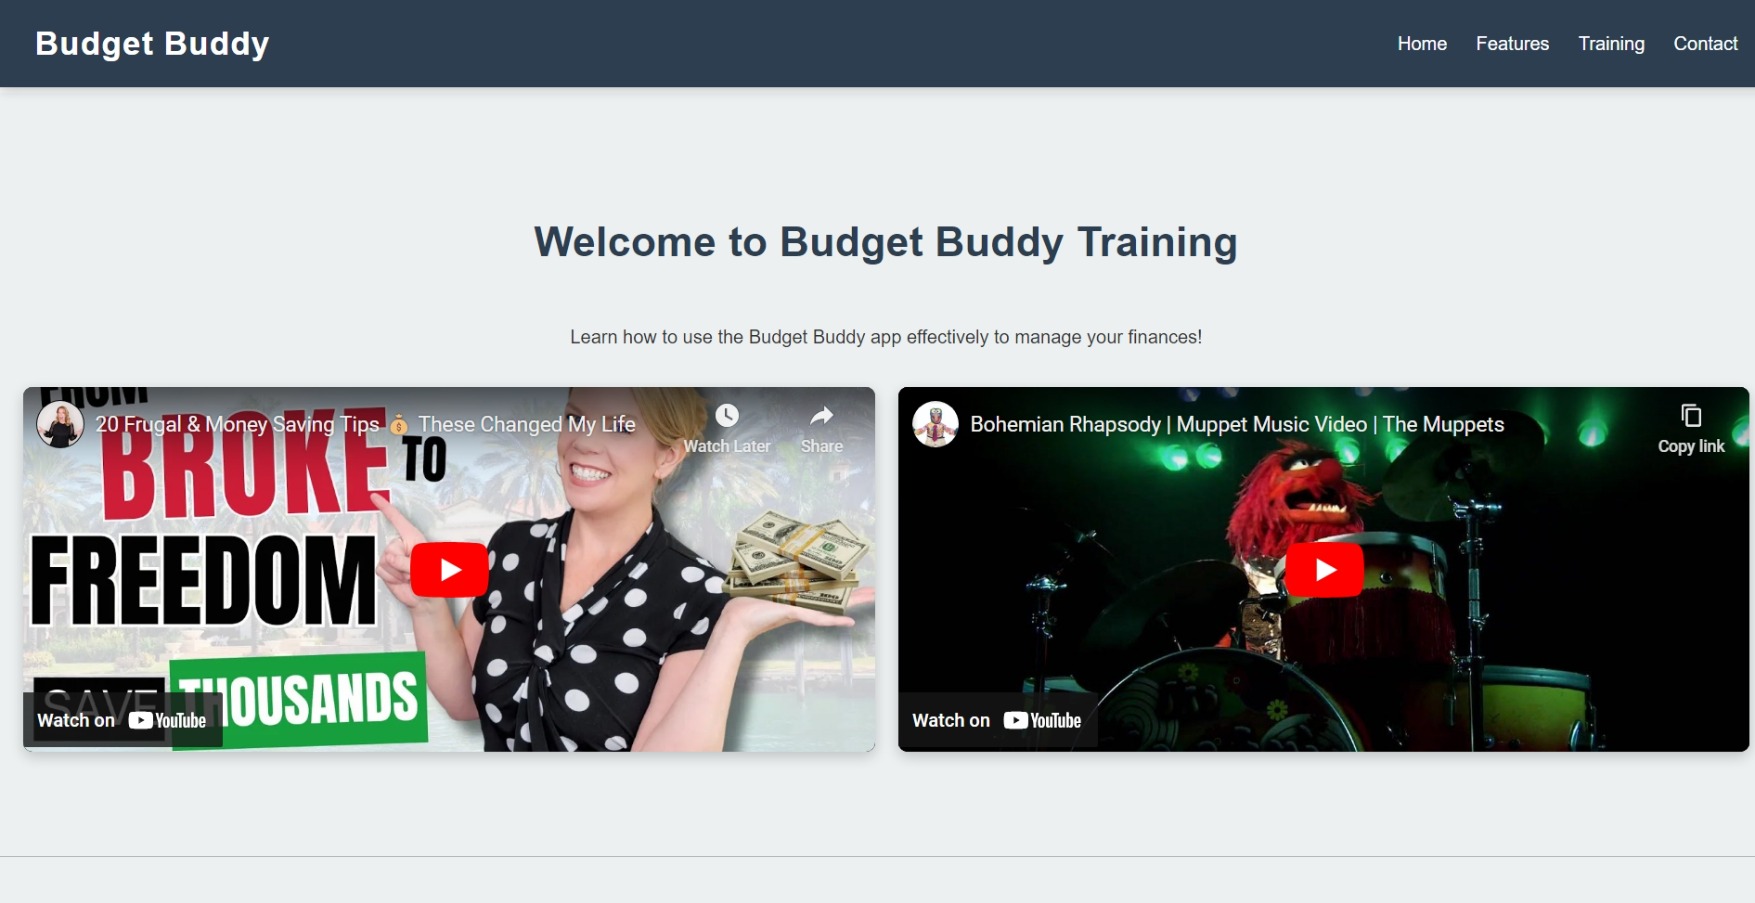 Budget Buddy
Home Features Training Contact
Welcome to Budget Buddy Training
Learn how to use the Budget Buddy app effectively to manage your finances!
20 Frugal & Money Saving Tips 💰 These Changed My Life
Watch Later
Share
FROM
BROKE TO
FREEDOM
SAVE THOUSANDS
Watch on YouTube
Bohemian Rhapsody | Muppet Music Video | The Muppets
Copy link
Watch on YouTube